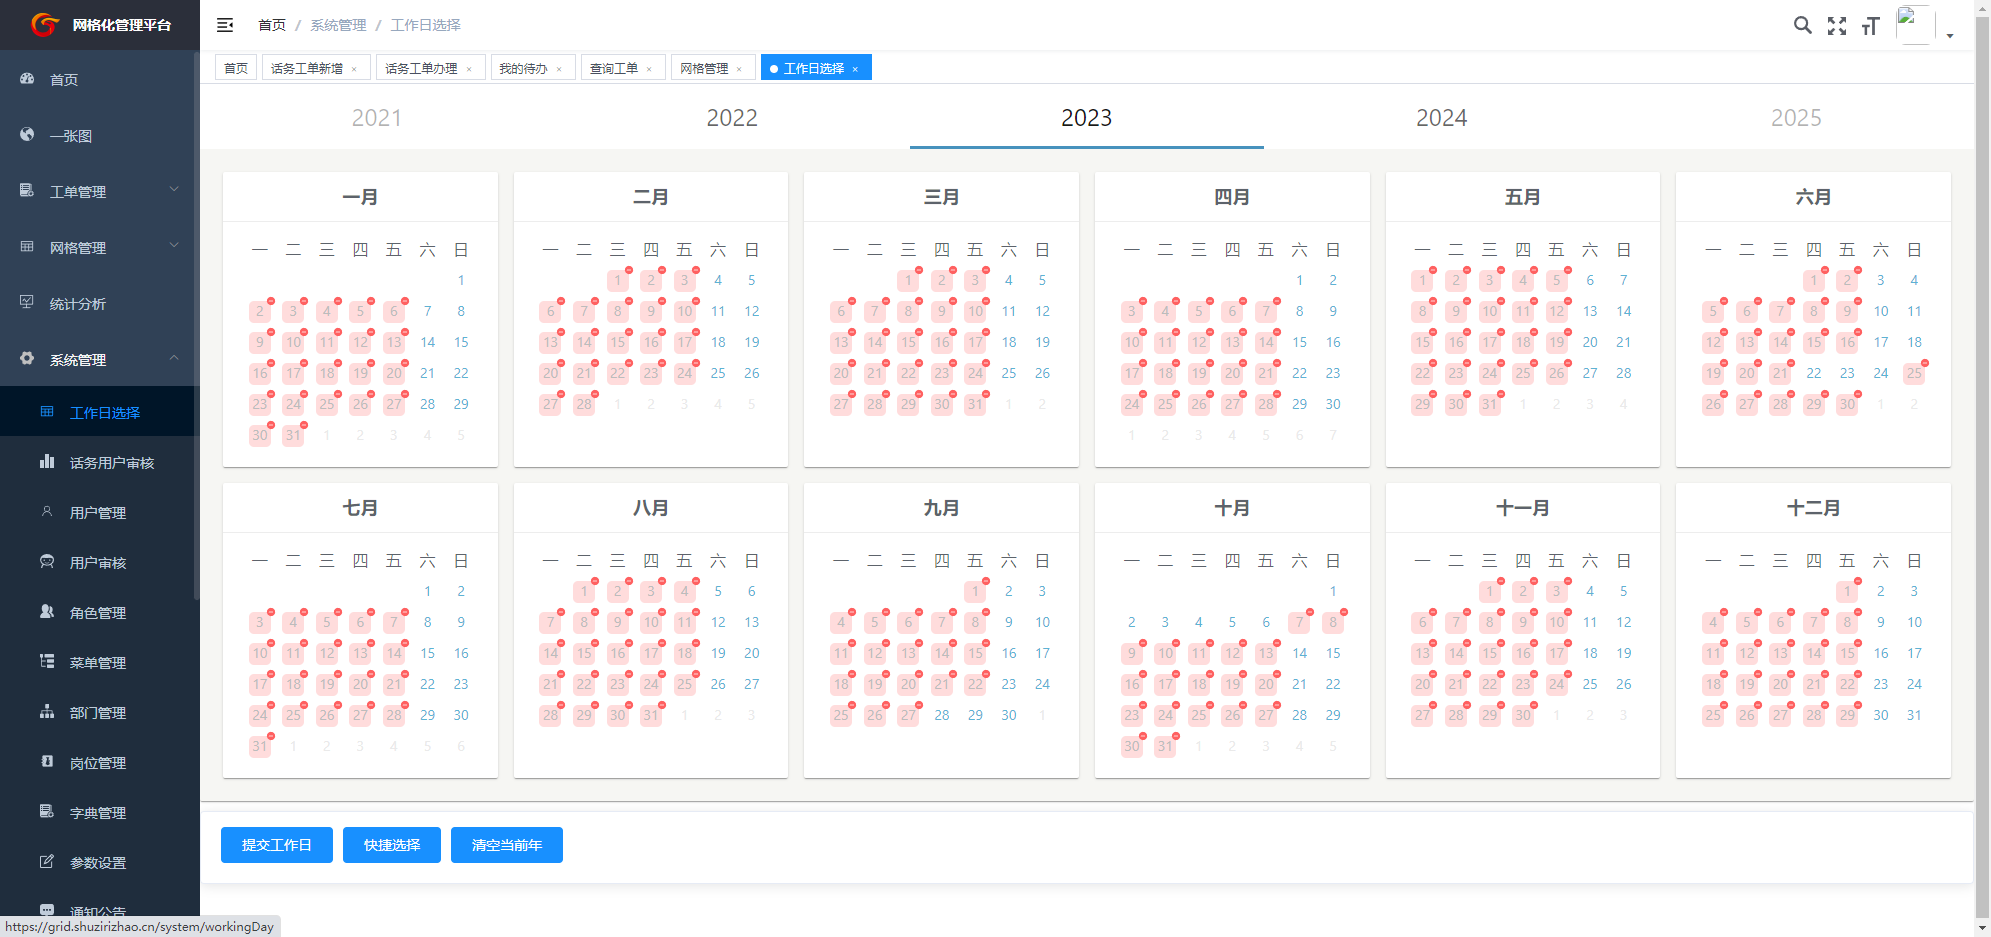 网格化管理平台
首页 / 系统管理 / 工作日选择
首页
话务工单新增 ×
话务工单办理 ×
我的待办 ×
查询工单 ×
网格管理 ×
工作日选择 ×
首页
一张图
工单管理
网格管理
统计分析
系统管理
工作日选择
话务用户审核
用户管理
用户审核
角色管理
菜单管理
部门管理
岗位管理
字典管理
参数设置
通知公告
2021 2022 2023 2024 2025
一月
一 二 三 四 五 六 日
1
2 3 4 5 6 7 8
9 10 11 12 13 14 15
16 17 18 19 20 21 22
23 24 25 26 27 28 29
30 31 1 2 3 4 5
二月
一 二 三 四 五 六 日
1 2 3 4 5
6 7 8 9 10 11 12
13 14 15 16 17 18 19
20 21 22 23 24 25 26
27 28 1 2 3 4 5
三月
一 二 三 四 五 六 日
1 2 3 4 5
6 7 8 9 10 11 12
13 14 15 16 17 18 19
20 21 22 23 24 25 26
27 28 29 30 31 1 2
四月
一 二 三 四 五 六 日
1 2
3 4 5 6 7 8 9
10 11 12 13 14 15 16
17 18 19 20 21 22 23
24 25 26 27 28 29 30
1 2 3 4 5 6 7
五月
一 二 三 四 五 六 日
1 2 3 4 5 6 7
8 9 10 11 12 13 14
15 16 17 18 19 20 21
22 23 24 25 26 27 28
29 30 31 1 2 3 4
六月
一 二 三 四 五 六 日
1 2 3 4
5 6 7 8 9 10 11
12 13 14 15 16 17 18
19 20 21 22 23 24 25
26 27 28 29 30 1 2
七月
一 二 三 四 五 六 日
1 2
3 4 5 6 7 8 9
10 11 12 13 14 15 16
17 18 19 20 21 22 23
24 25 26 27 28 29 30
31 1 2 3 4 5 6
八月
一 二 三 四 五 六 日
1 2 3 4 5 6
7 8 9 10 11 12 13
14 15 16 17 18 19 20
21 22 23 24 25 26 27
28 29 30 31 1 2 3
九月
一 二 三 四 五 六 日
1 2 3
4 5 6 7 8 9 10
11 12 13 14 15 16 17
18 19 20 21 22 23 24
25 26 27 28 29 30 1
十月
一 二 三 四 五 六 日
1
2 3 4 5 6 7 8
9 10 11 12 13 14 15
16 17 18 19 20 21 22
23 24 25 26 27 28 29
30 31 1 2 3 4 5
十一月
一 二 三 四 五 六 日
1 2 3 4 5
6 7 8 9 10 11 12
13 14 15 16 17 18 19
20 21 22 23 24 25 26
27 28 29 30 1 2 3
十二月
一 二 三 四 五 六 日
1 2 3
4 5 6 7 8 9 10
11 12 13 14 15 16 17
18 19 20 21 22 23 24
25 26 27 28 29 30 31
提交工作日
快捷选择
清空当前年
https://grid.shuzirizhao.cn/system/workingDay